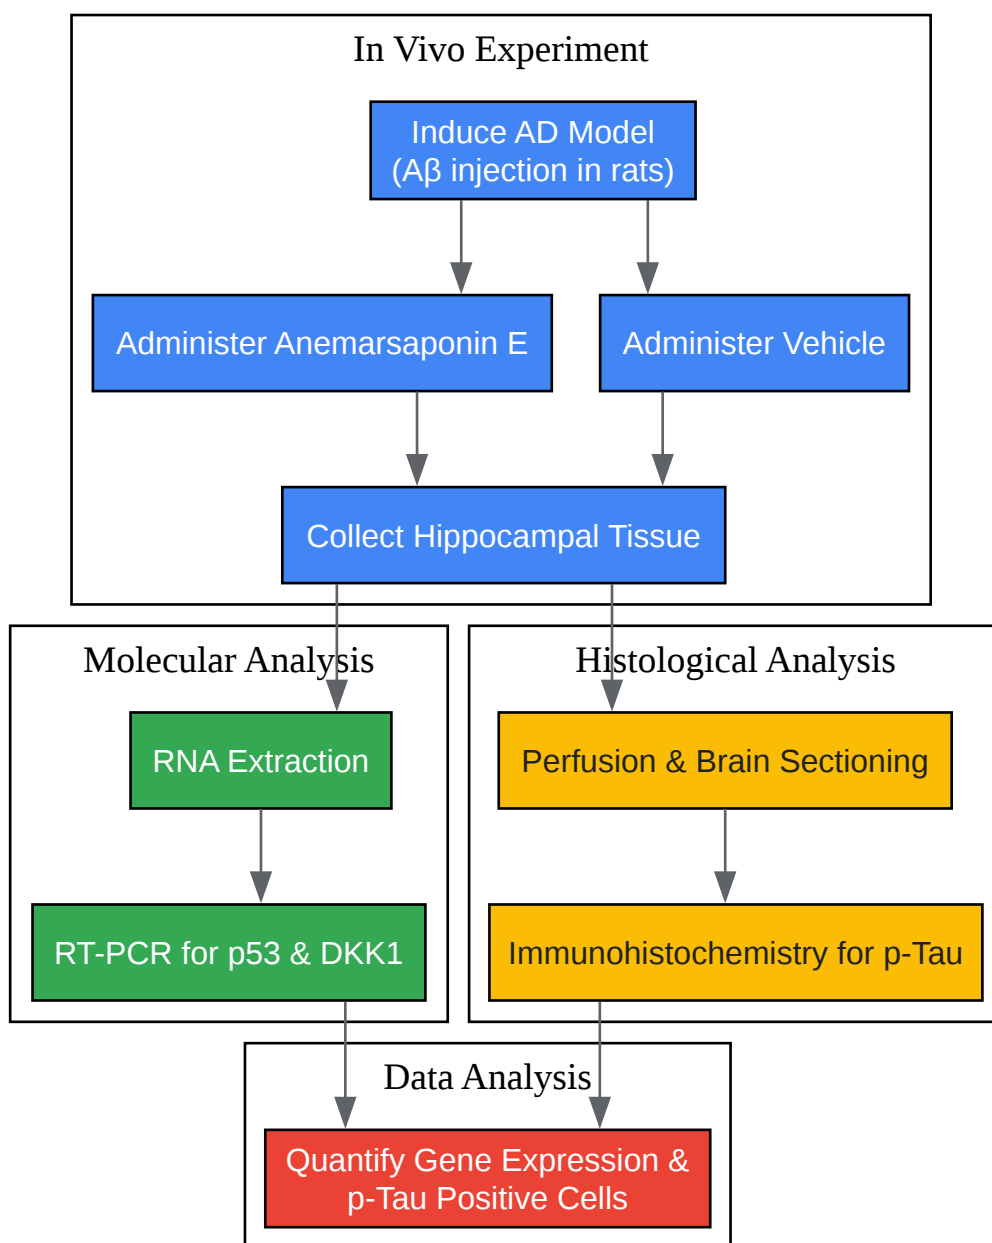 In Vivo Experiment
Induce AD Model
(Aβ injection in rats)
Administer Anemarsaponin E
Administer Vehicle
Collect Hippocampal Tissue
Molecular Analysis
Histological Analysis
RNA Extraction
Perfusion & Brain Sectioning
RT-PCR for p53 & DKK1
Immunohistochemistry for p-Tau
Data Analysis
Quantify Gene Expression &
p-Tau Positive Cells